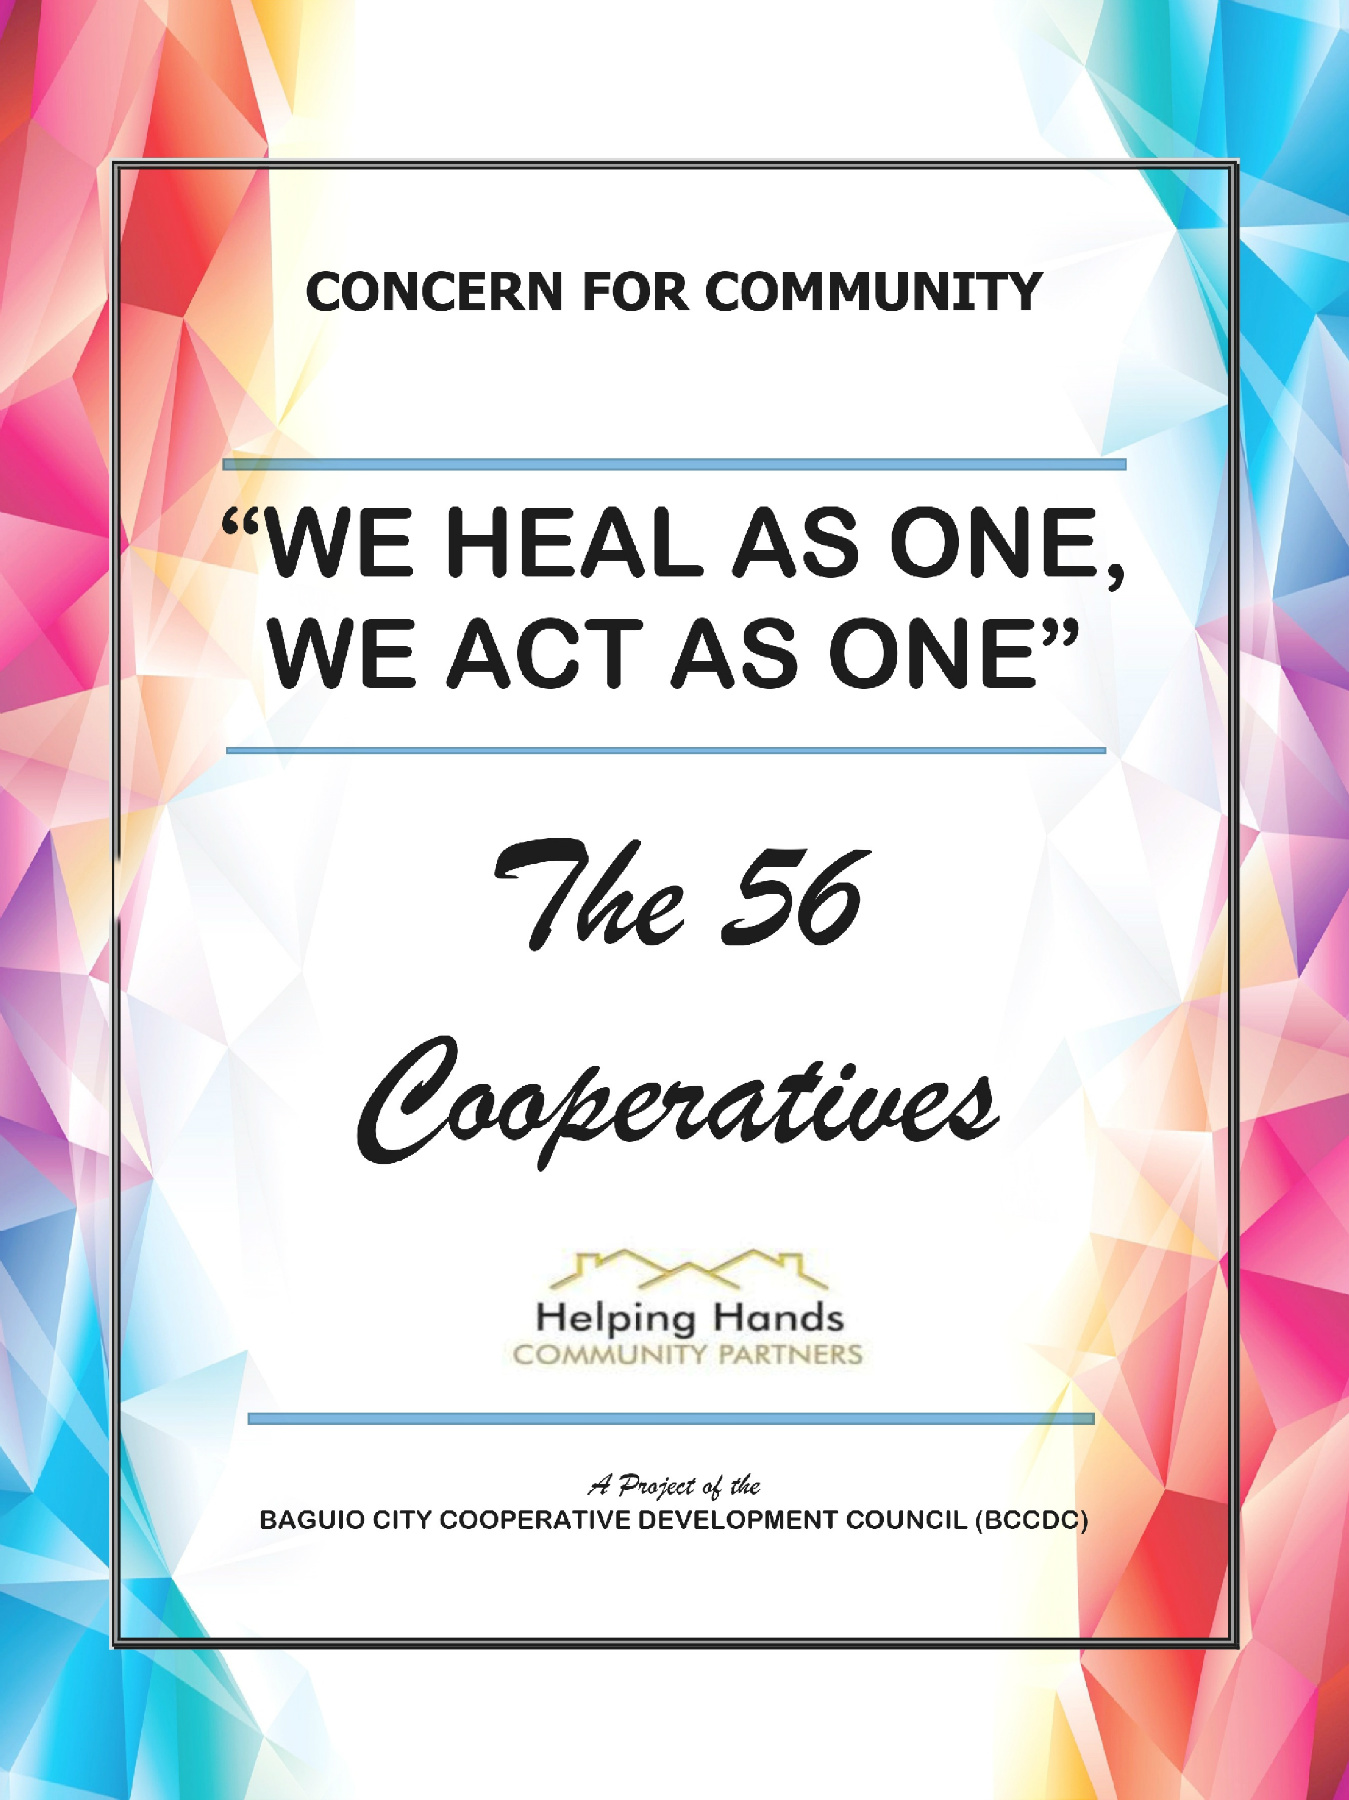 CONCERN FOR COMMUNITY
“WE HEAL AS ONE,
WE ACT AS ONE”
The 56
Cooperatives
Helping Hands
COMMUNITY PARTNERS
A Project of the
BAGUIO CITY COOPERATIVE DEVELOPMENT COUNCIL (BCCDC)